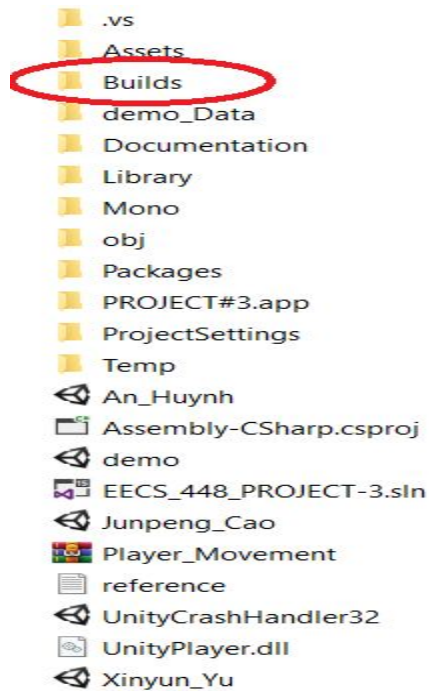 .vs
Assets
Builds
demo_Data
Documentation
Library
Mono
obj
Packages
PROJECT#3.app
ProjectSettings
Temp
An_Huynh
Assembly-CSharp.csproj
demo
EECS_448_PROJECT-3.sln
Junpeng_Cao
Player_Movement
reference
UnityCrashHandler32
UnityPlayer.dll
Xinyun_Yu